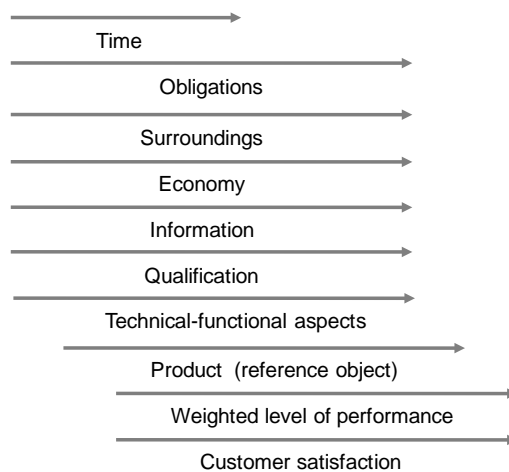 Time
Obligations
Surroundings
Economy
Information
Qualification
Technical-functional aspects
Product (reference object)
Weighted level of performance
Customer satisfaction